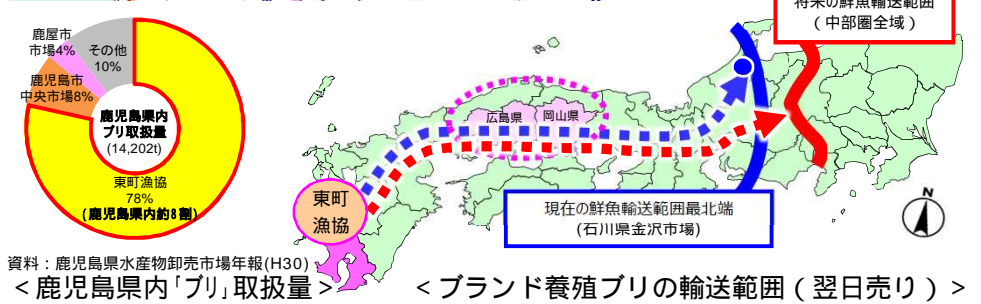 鹿屋市
市場4%
その他
10%
鹿児島市
中央市場8%
鹿児島県内
ブリ取扱量
(14,202t)
東町漁協
78%
(鹿児島県内約8割)
資料：鹿児島県水産物卸売市場年報(H30)
＜鹿児島県内「ブリ」取扱量＞
将来の鮮魚輸送範囲
（中部圏全域）
広島県
岡山県
東町
漁協
現在の鮮魚輸送範囲最北端
(石川県金沢市場)
N
＜ブランド養殖ブリの輸送範囲（翌日売り）＞